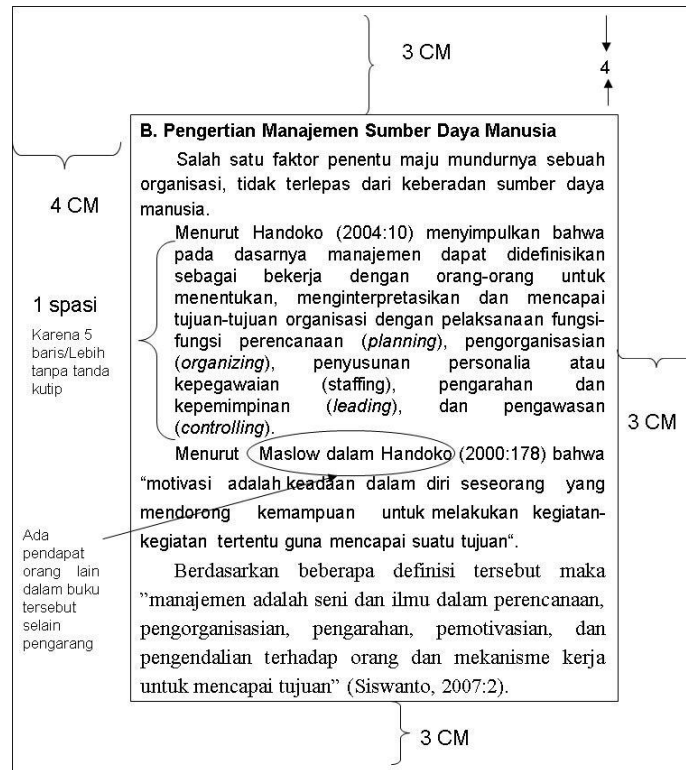 3 CM
4
B. Pengertian Manajemen Sumber Daya Manusia
Salah satu faktor penentu maju mundurnya sebuah
organisasi, tidak terlepas dari keberadan sumber daya
manusia.
4 CM
Menurut Handoko (2004:10) menyimpulkan bahwa
pada dasarnya manajemen dapat didefinisikan
sebagai bekerja dengan orang-orang untuk
menentukan, menginterpretasikan dan mencapai
tujuan-tujuan organisasi dengan pelaksanaan fungsi-
fungsi perencanaan (planning), pengorganisasian
(organizing), penyusunan personalia atau
kepegawaian (staffing), pengarahan dan
kepemimpinan (leading), dan pengawasan
(controlling).
1 spasi
Karena 5
baris/Lebih
tanpa tanda
kutip
3 CM
Menurut Maslow dalam Handoko (2000:178) bahwa
“motivasi adalah keadaan dalam diri seseorang yang
mendorong kemampuan untuk melakukan kegiatan-
kegiatan tertentu guna mencapai suatu tujuan“.
Ada
pendapat
orang lain
dalam buku
tersebut
selain
pengarang
Berdasarkan beberapa definisi tersebut maka
”manajemen adalah seni dan ilmu dalam perencanaan,
pengorganisasian, pengarahan, pemotivasian, dan
pengendalian terhadap orang dan mekanisme kerja
untuk mencapai tujuan” (Siswanto, 2007:2).
3 CM